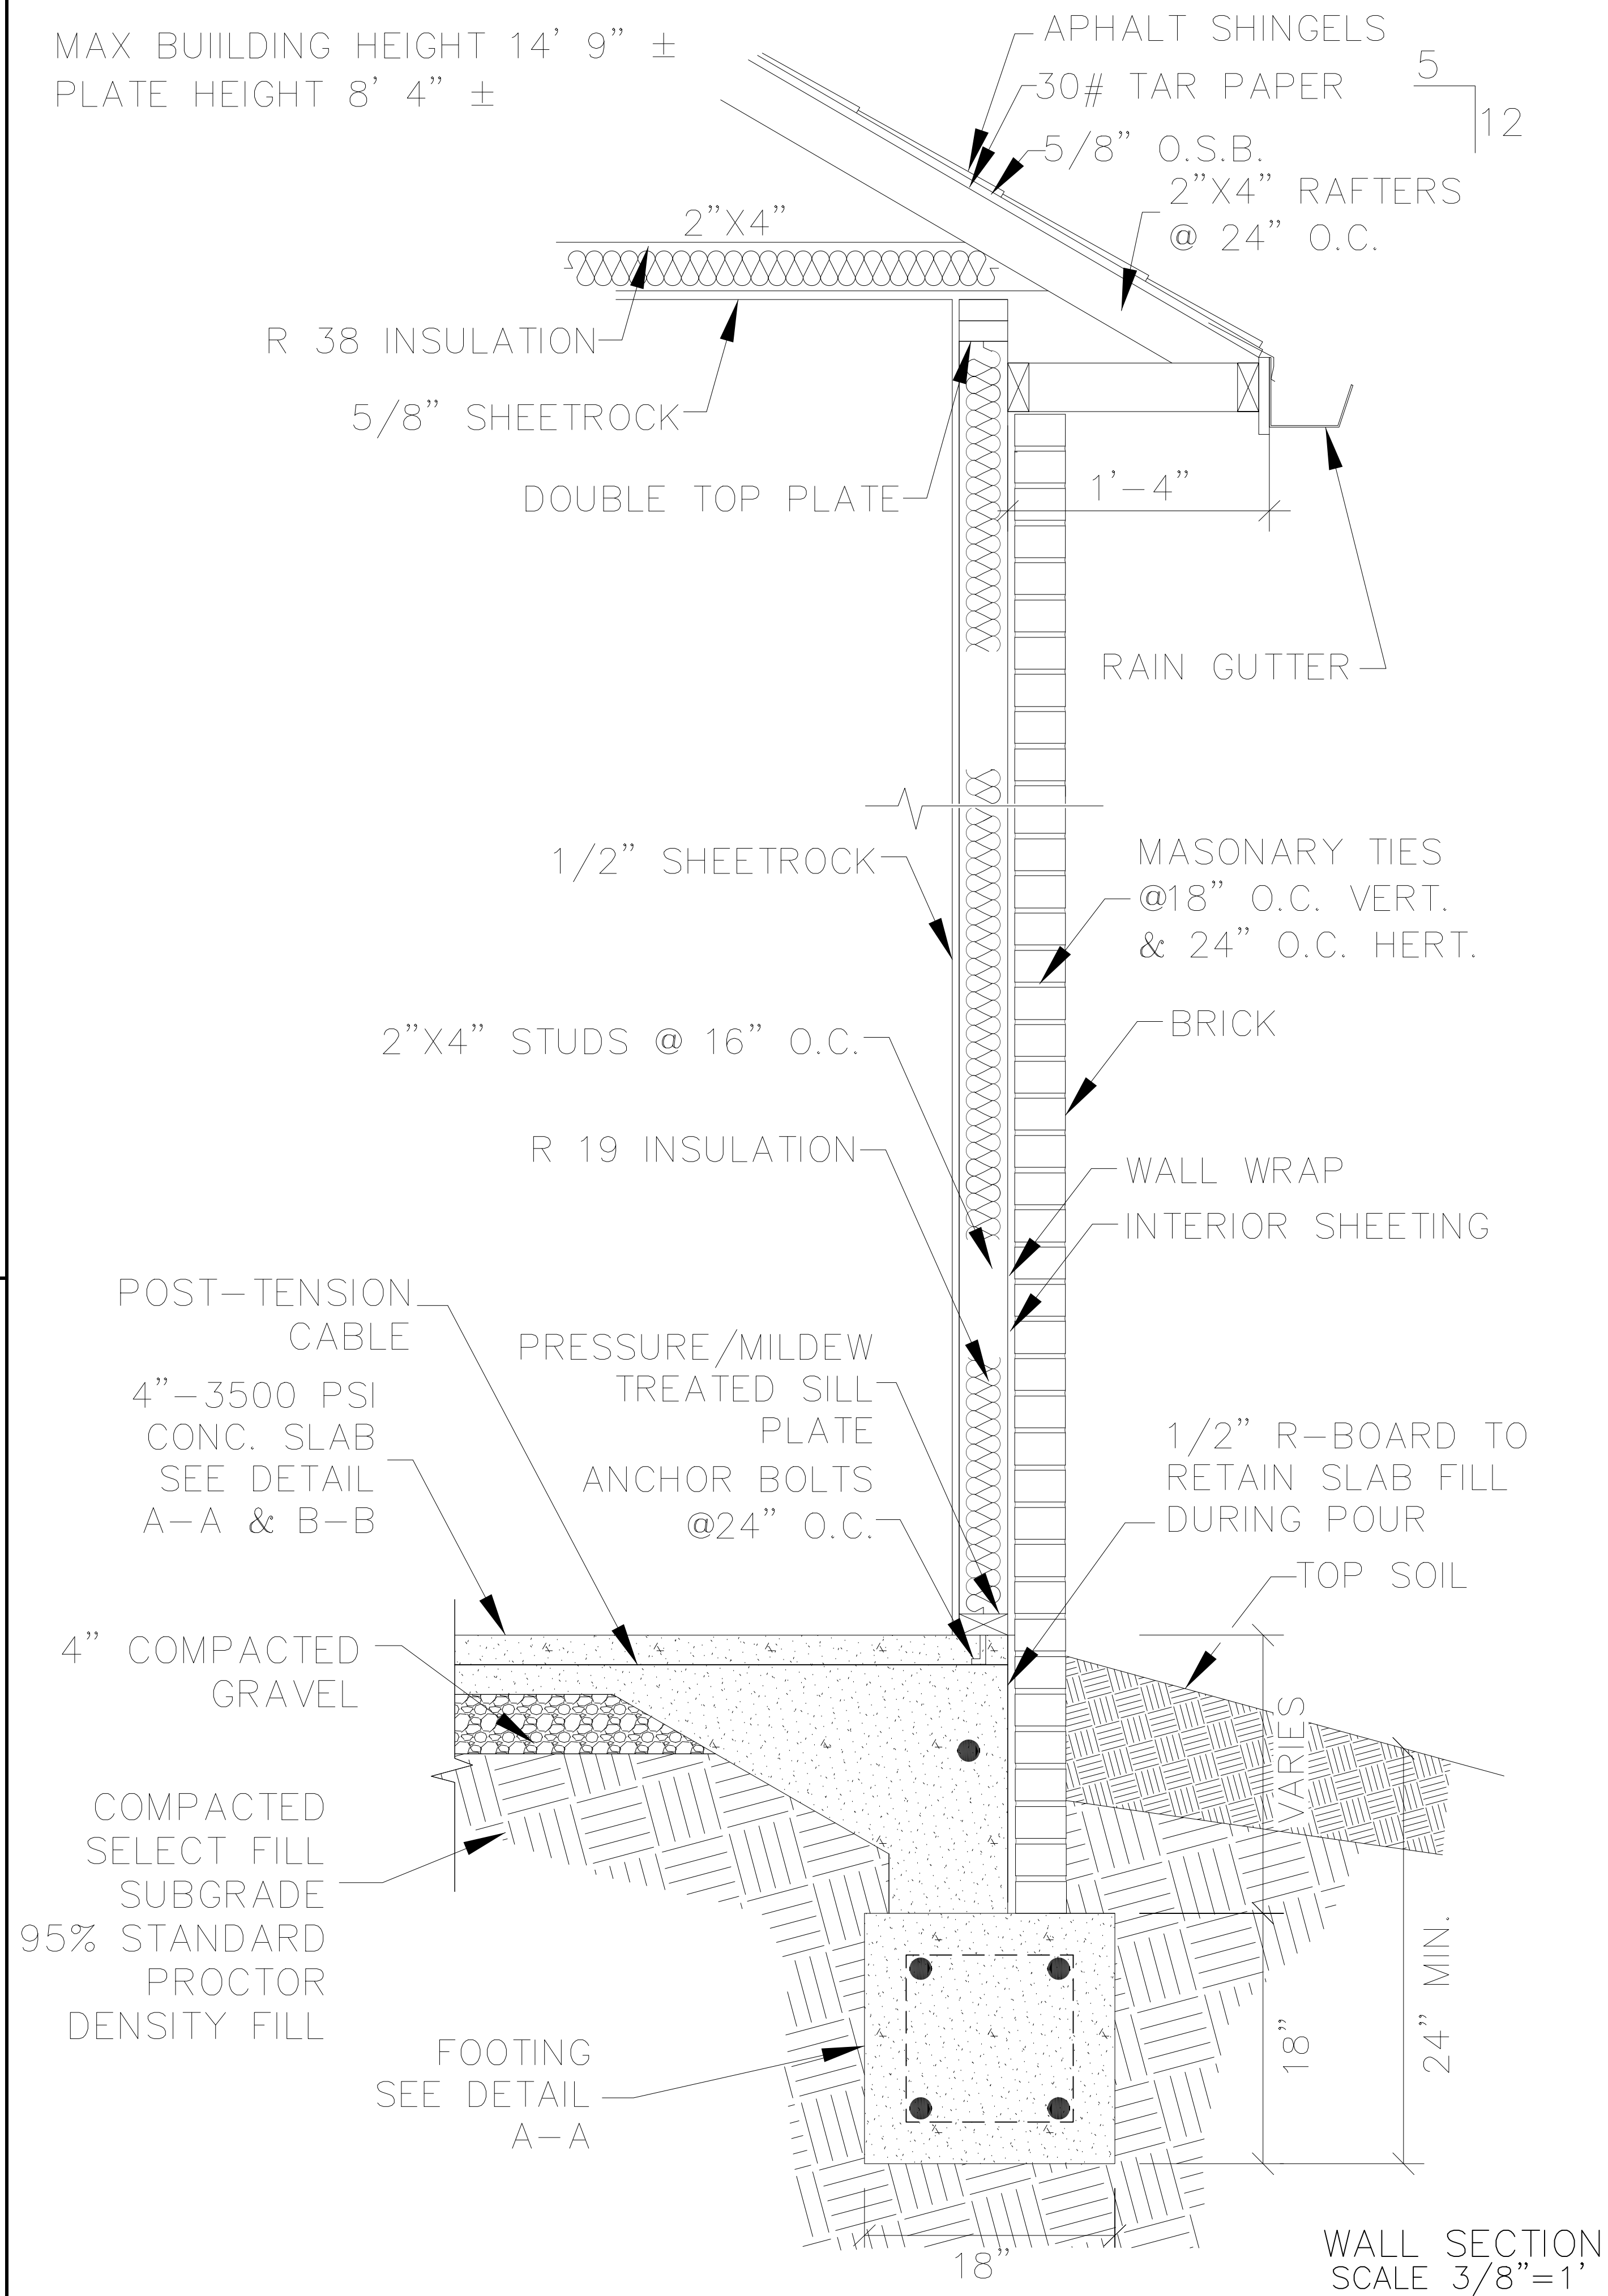 MAX BUIILDING HEIGHT 14' 9" ±
PLATE HEIGHT 8' 4" ±
APHALT SHINGELS
30# TAR PAPER
5/8" O.S.B.
5
12
2"X4" RAFTERS
@ 24" O.C.
2"X4"
R 38 INSULATION
5/8" SHEETROCK
DOUBLE TOP PLATE
1'-4"
RAIN GUTTER
1/2" SHEETROCK
MASONARY TIES
@18" O.C. VERT.
& 24" O.C. HERT.
2"X4" STUDS @ 16" O.C.
BRICK
R 19 INSULATION
WALL WRAP
INTERIOR SHEETING
POST-TENSION
CABLE
4"-3500 PSI
CONC. SLAB
SEE DETAIL
A-A & B-B
PRESSURE/MILDEW
TREATED SILL
PLATE
ANCHOR BOLTS
@24" O.C.
1/2" R-BOARD TO
RETAIN SLAB FILL
DURING POUR
TOP SOIL
4" COMPACTED
GRAVEL
VARIES
COMPACTED
SELECT FILL
SUBGRADE
95% STANDARD
PROCTOR
DENSITY FILL
FOOTING
SEE DETAIL
A-A
18"
24" MIN.
18"
WALL SECTION
SCALE 3/8"=1'